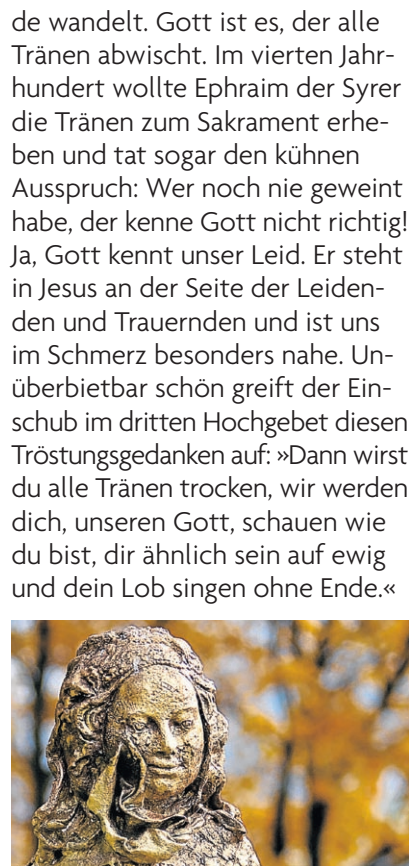 de wandelt. Gott ist es, der alle
Tränen abwischt. Im vierten Jahr-
hundert wollte Ephraim der Syrer
die Tränen zum Sakrament erhe-
ben und tat sogar den kühnen
Ausspruch: Wer noch nie geweint
habe, der kenne Gott nicht richtig!
Ja, Gott kennt unser Leid. Er steht
in Jesus an der Seite der Leiden-
den und Trauernden und ist uns
im Schmerz besonders nahe. Un-
überbietbar schön greift der Ein-
schub im dritten Hochgebet diesen
Tröstungsgedanken auf: »Dann wirst
du alle Tränen trocken, wir werden
dich, unseren Gott, schauen wie
du bist, dir ähnlich sein auf ewig
und dein Lob singen ohne Ende.«